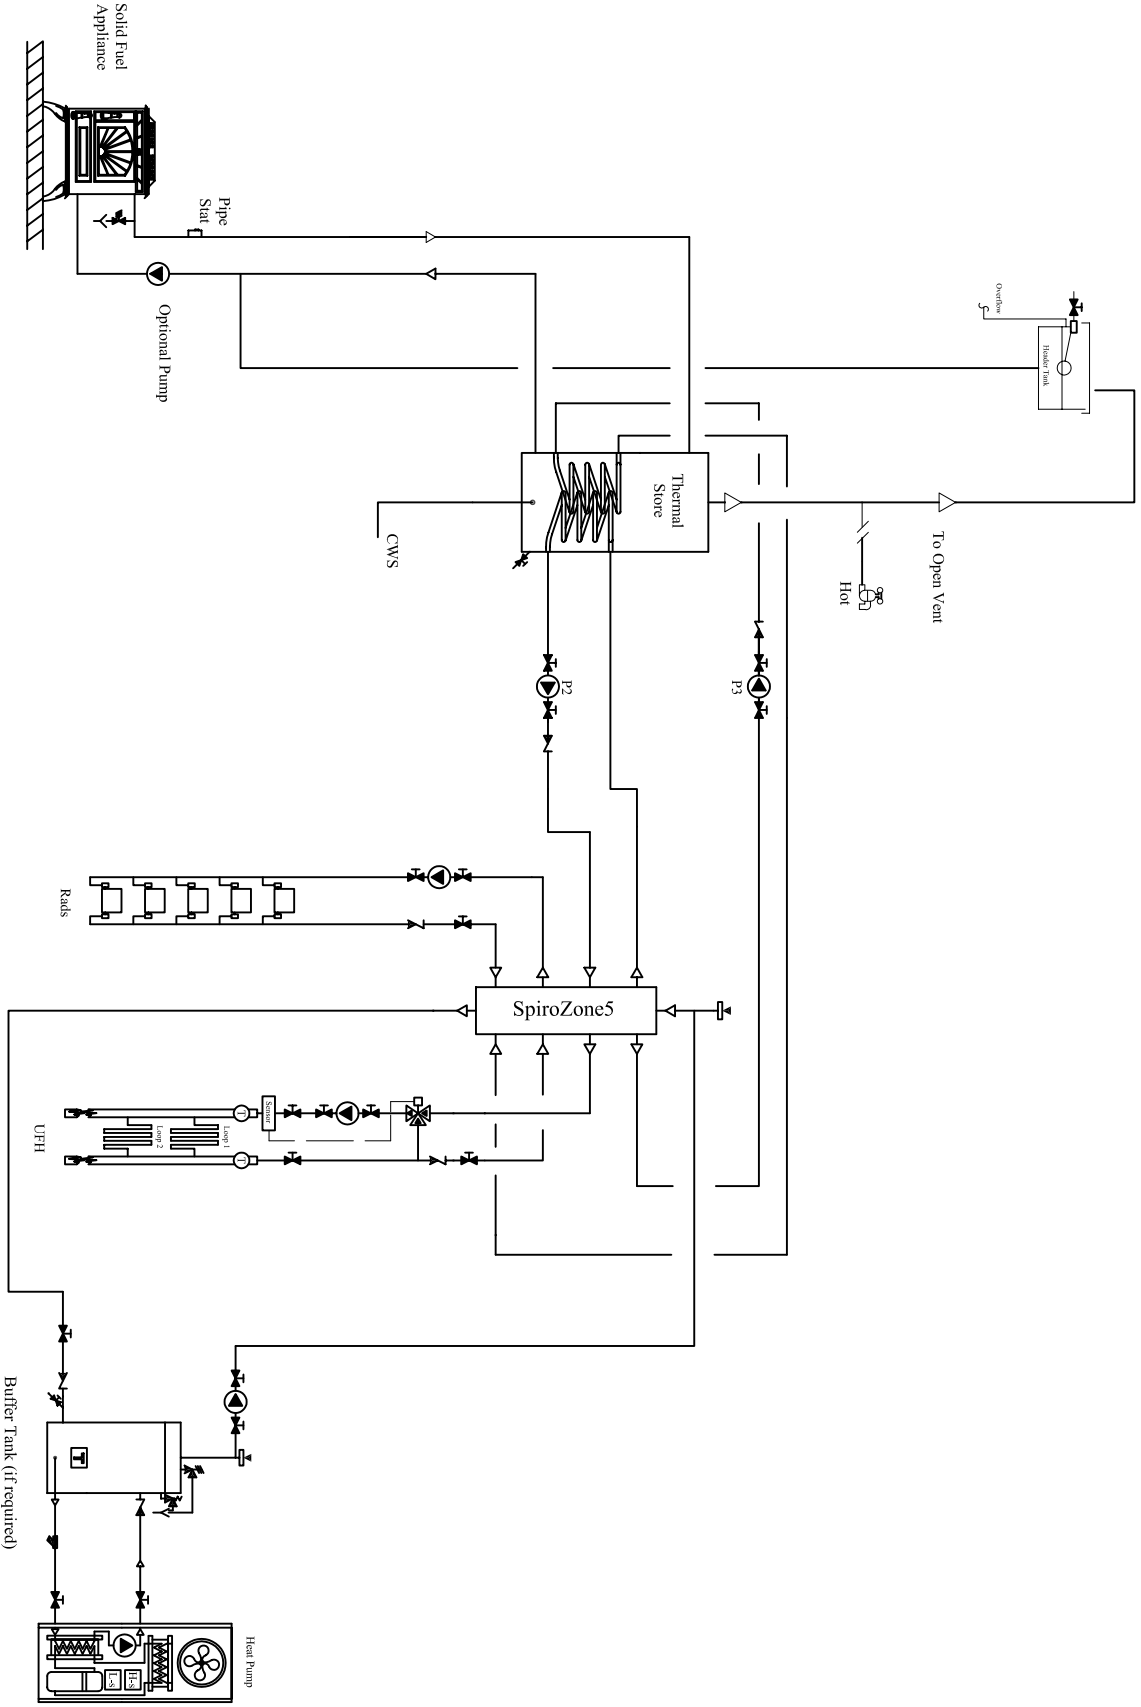 Solid Fuel
Appliance
Pipe
Stat
Optional Pump
Overflow
Header Tank
Thermal
Store
CWS
To Open Vent
Hot
P2
P3
Rads
SpiroZone5
Sensor
T
T
Loop 1
Loop 2
UFH
Buffer Tank (if required)
T
Heat Pump
H-s
L-s